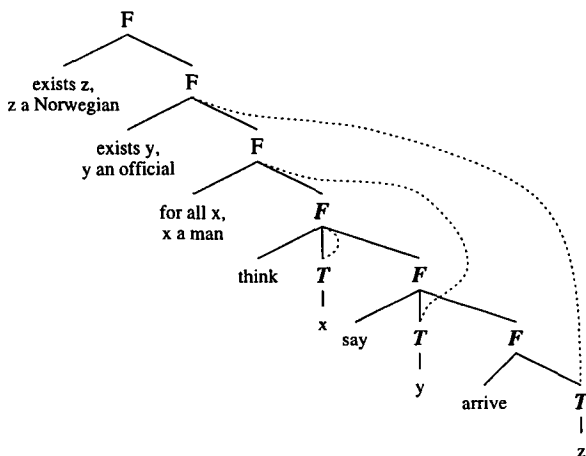 F
exists z,
z a Norwegian
F
exists y,
y an official
F
for all x,
x a man
F
think
T
F
x
say
T
F
y
arrive
T
z